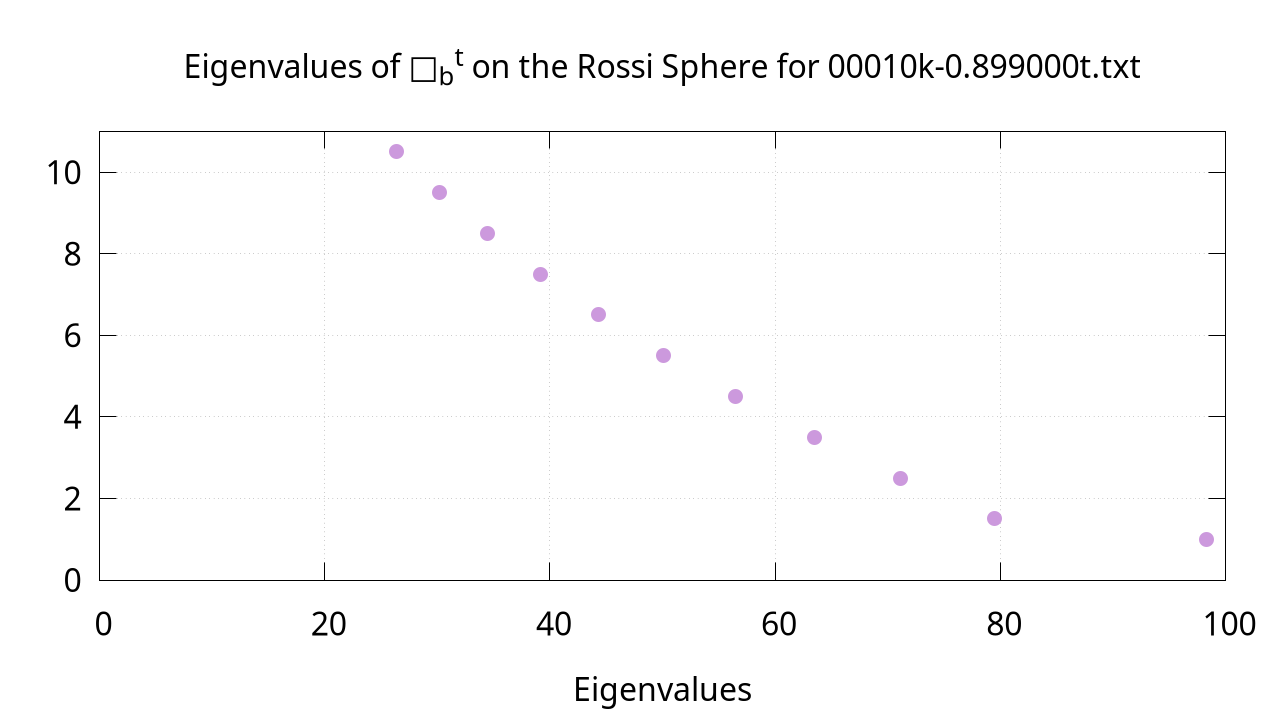 Eigenvalues of □bt on the Rossi Sphere for 00010k-0.899000t.txt
10
8
6
4
2
0
0 20 40 60 80 100
Eigenvalues